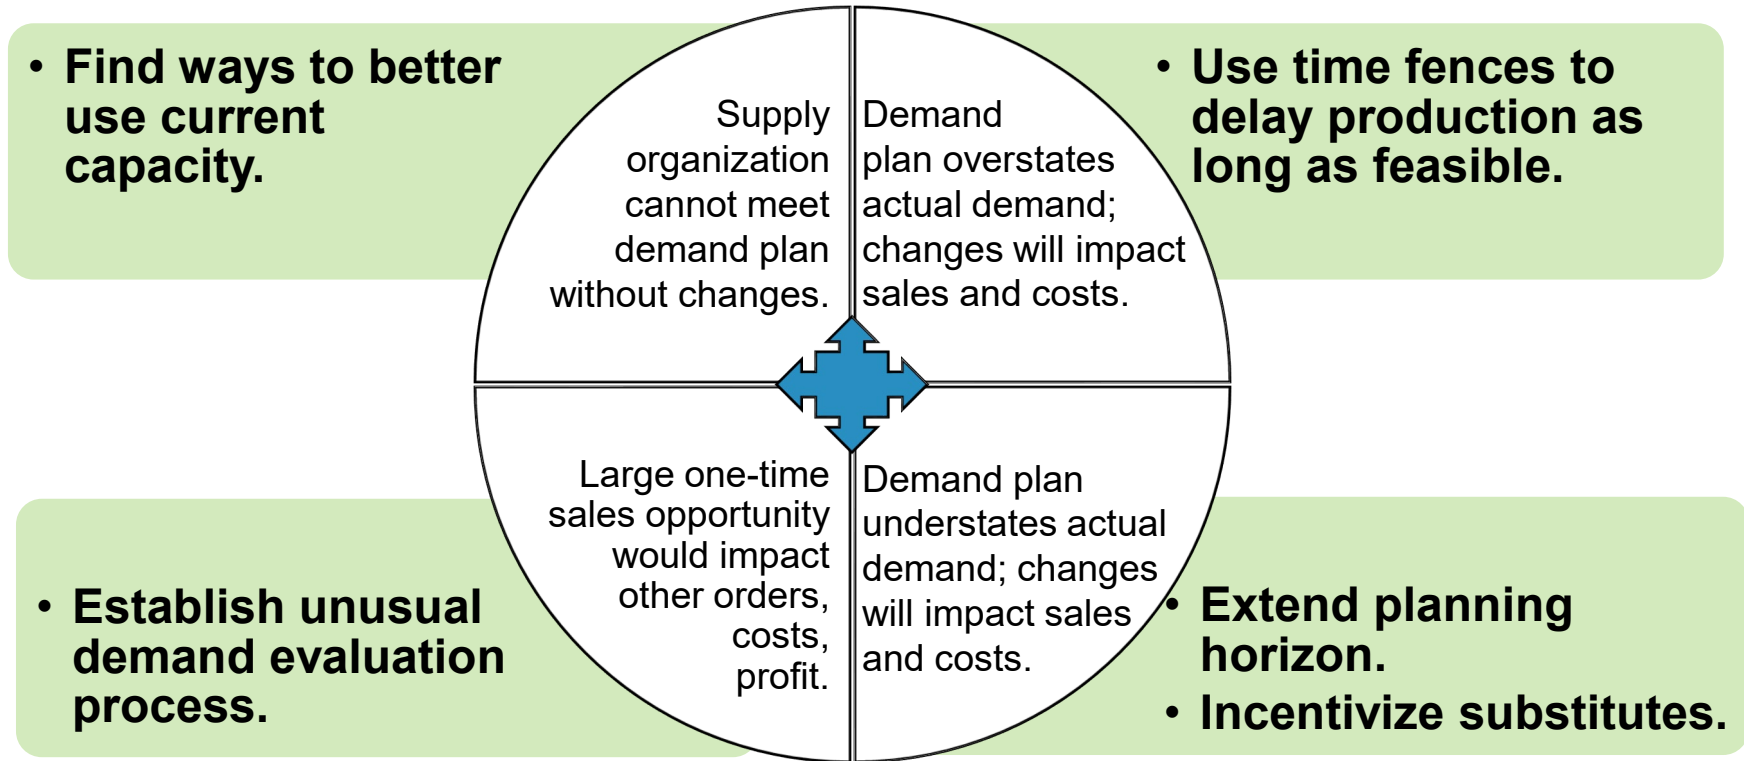 • Find ways to better
use current
capacity.
Supply
organization
cannot meet
demand plan
without changes.
Demand
plan overstates
actual demand;
changes will impact
sales and costs.
• Use time fences to
delay production as
long as feasible.
• Establish unusual
demand evaluation
process.
Large one-time
sales opportunity
would impact
other orders,
costs,
profit.
Demand plan
understates actual
demand; changes
will impact sales
and costs.
• Extend planning
horizon.
• Incentivize substitutes.